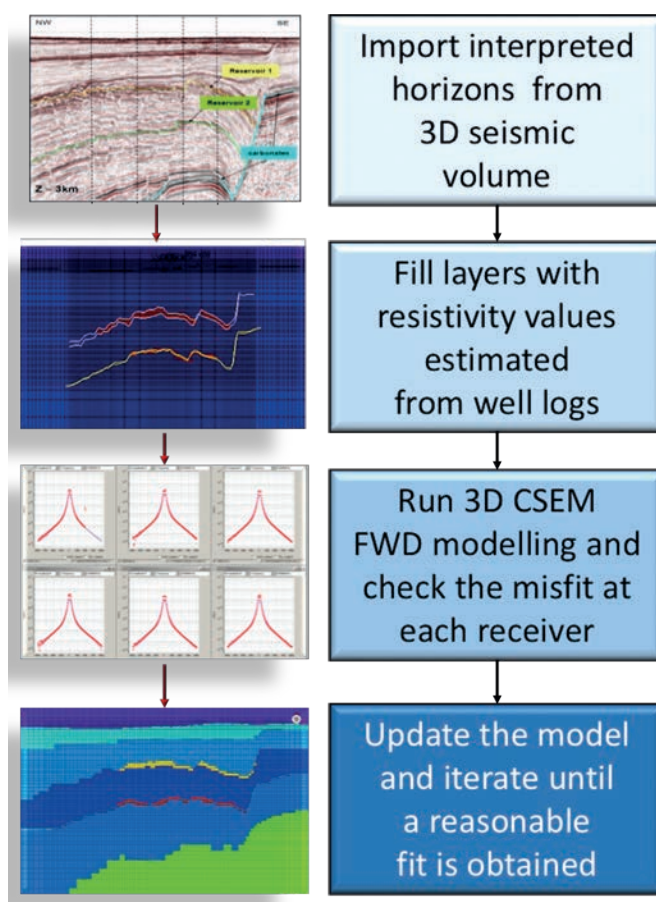 NW
SE
Reservoir 1
Reservoir 2
carbonates
Z - 3km
Import interpreted
horizons from
3D seismic
volume
Fill layers with
resistivity values
estimated
from well logs
Run 3D CSEM
FWD modelling and
check the misfit at
each receiver
Update the model
and iterate until
a reasonable
fit is obtained